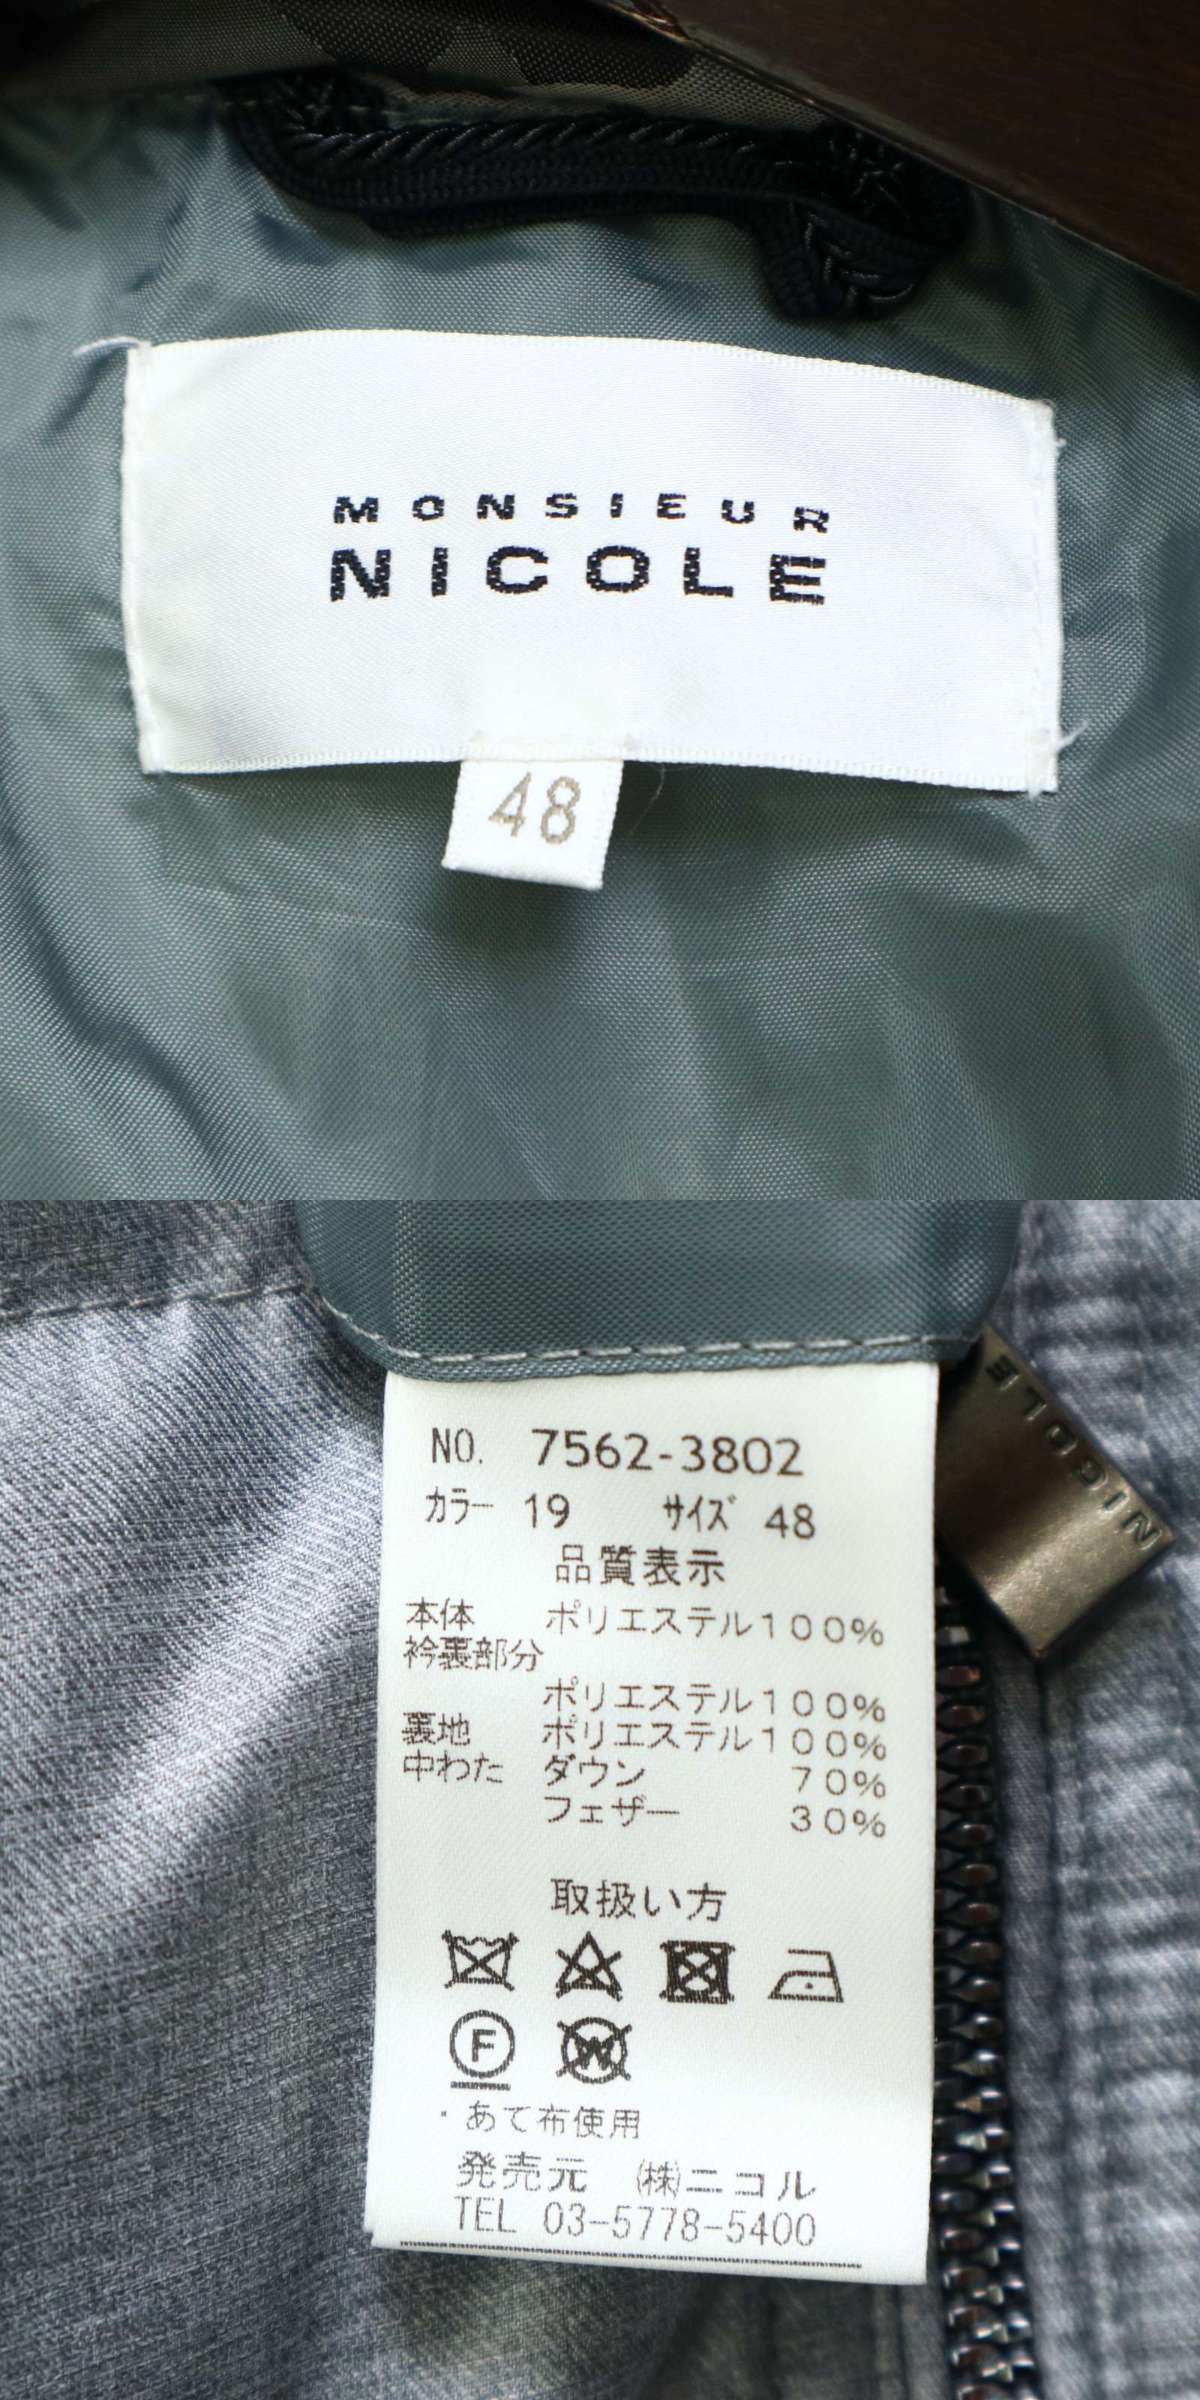 MONSIEUR
NICOLE
48
NICOLE
NO. 7562-3802
カラー 19 サイズ 48
品質表示
本体 ポリエステル100%
衿裏部分
ポリエステル100%
裏地 ポリエステル100%
中わた ダウン 70%
フェザー 30%
取扱い方
F
W
・あて布使用
発売元 ㈱ニコル
TEL 03-5778-5400